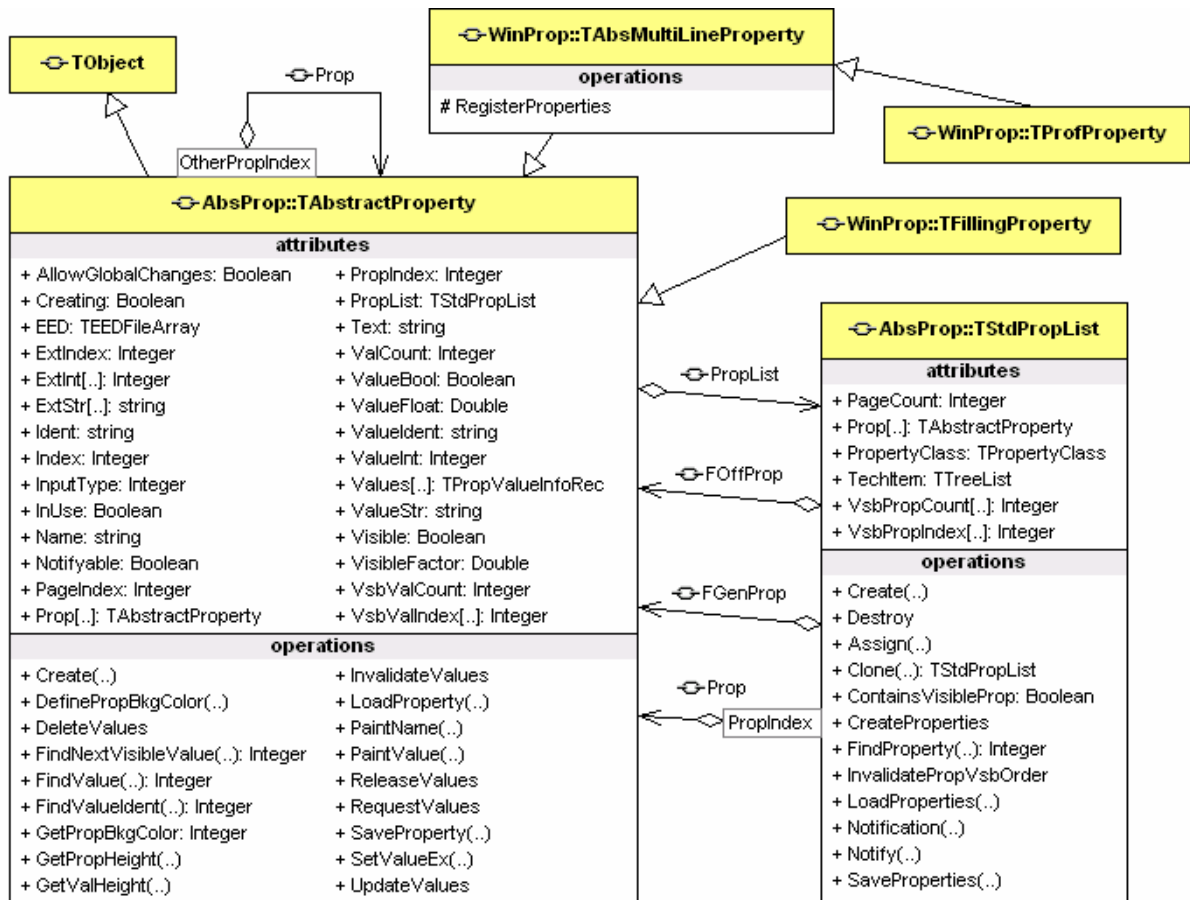 TObject
Prop
OtherPropIndex
WinProp::TAbsMultiLineProperty
operations
# RegisterProperties
WinProp::TProfProperty
WinProp::TFillingProperty
AbsProp::TAbstractProperty
attributes
+ AllowGlobalChanges: Boolean
+ Creating: Boolean
+ EED: TEEDFileArray
+ ExtIndex: Integer
+ ExtInt[..]: Integer
+ ExtStr[..]: string
+ Ident: string
+ Index: Integer
+ InputType: Integer
+ InUse: Boolean
+ Name: string
+ Notifyable: Boolean
+ PageIndex: Integer
+ Prop[..]: TAbstractProperty
+ PropIndex: Integer
+ PropList: TStdPropList
+ Text: string
+ ValCount: Integer
+ ValueBool: Boolean
+ ValueFloat: Double
+ ValueIdent: string
+ ValueInt: Integer
+ Values[..]: TPropValueInfoRec
+ ValueStr: string
+ Visible: Boolean
+ VisibleFactor: Double
+ VsbValCount: Integer
+ VsbValIndex[..]: Integer
operations
+ Create(..)
+ DefinePropBkgColor(..)
+ DeleteValues
+ FindNextVisibleValue(..): Integer
+ FindValue(..): Integer
+ FindValueIdent(..): Integer
+ GetPropBkgColor: Integer
+ GetPropHeight(..)
+ GetValHeight(..)
+ InvalidateValues
+ LoadProperty(..)
+ PaintName(..)
+ PaintValue(..)
+ ReleaseValues
+ RequestValues
+ SaveProperty(..)
+ SetValueEx(..)
+ UpdateValues
PropList
FOffProp
FGenProp
Prop
PropIndex
AbsProp::TStdPropList
attributes
+ PageCount: Integer
+ Prop[..]: TAbstractProperty
+ PropertyClass: TPropertyClass
+ TechItem: TTreeList
+ VsbPropCount[..]: Integer
+ VsbPropIndex[..]: Integer
operations
+ Create(..)
+ Destroy
+ Assign(..)
+ Clone(..): TStdPropList
+ ContainsVisibleProp: Boolean
+ CreateProperties
+ FindProperty(..): Integer
+ InvalidatePropVsbOrder
+ LoadProperties(..)
+ Notification(..)
+ Notify(..)
+ SaveProperties(..)